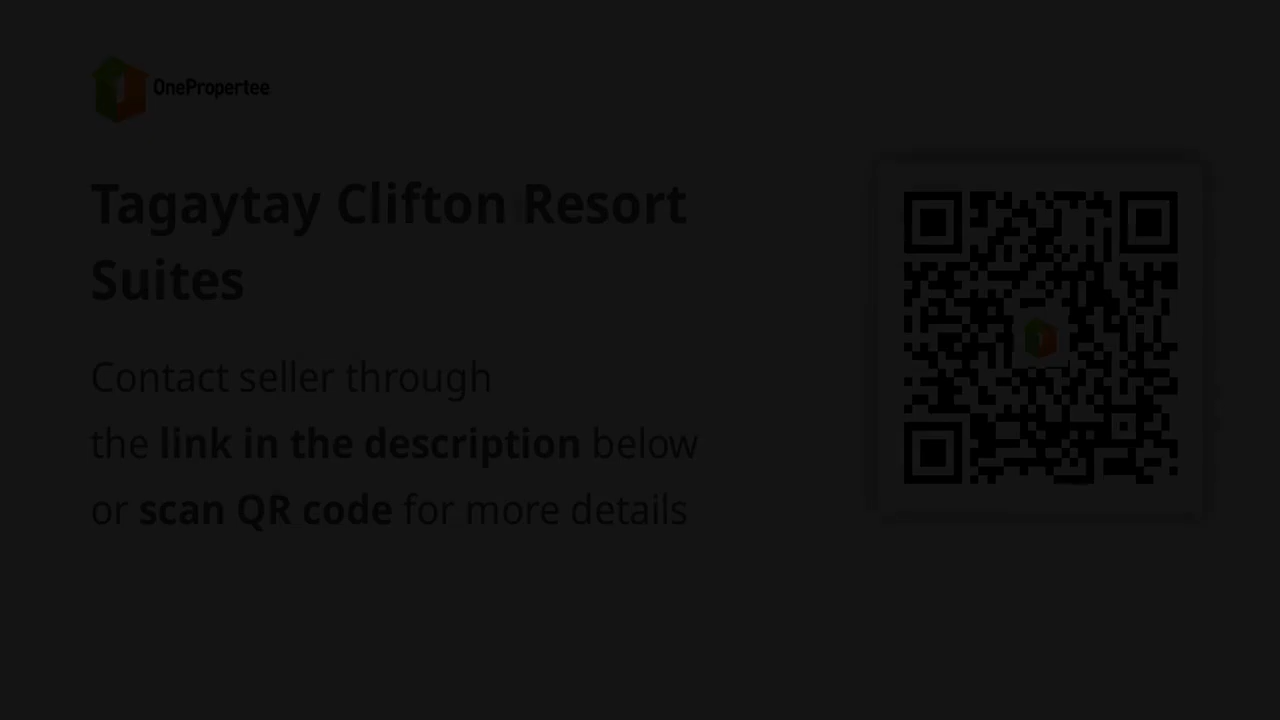 OnePropertee
Tagaytay Clifton Resort
Suites
Contact seller through
the link in the description below
or scan QR code for more details